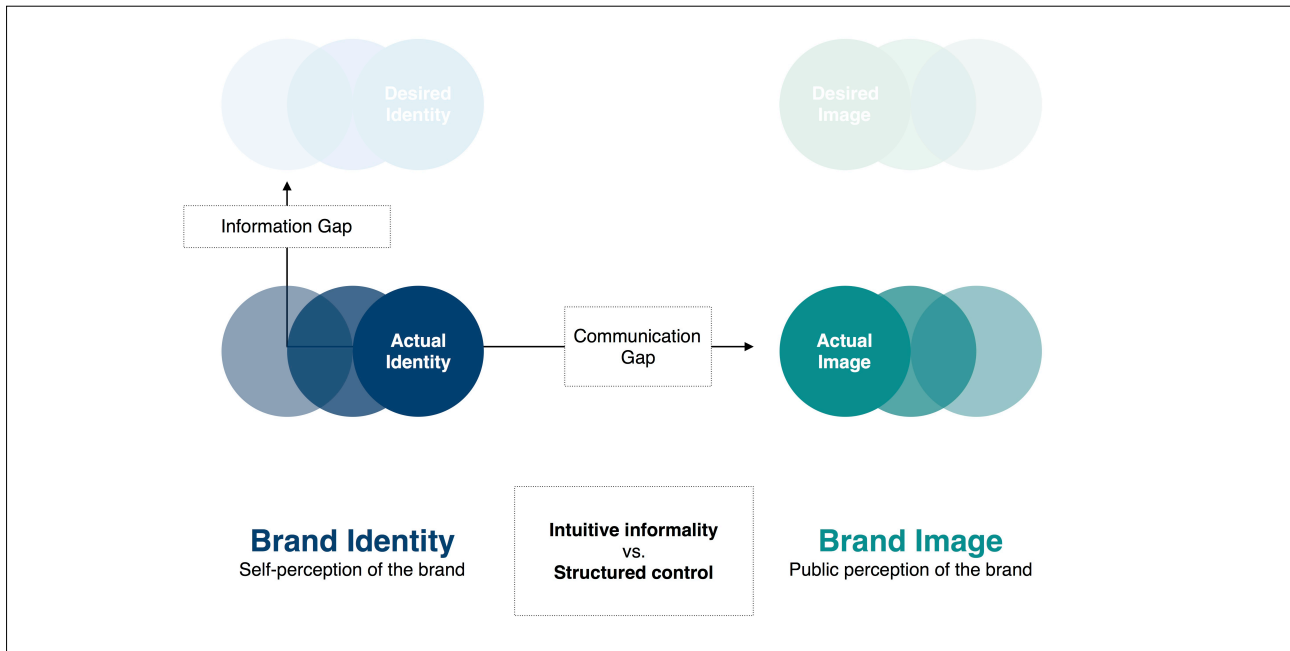 Desired
Identity
Desired
Image
Information Gap
Actual
Identity
Communication
Gap
Actual
Image
Brand Identity
Self-perception of the brand
Intuitive informality
vs.
Structured control
Brand Image
Public perception of the brand